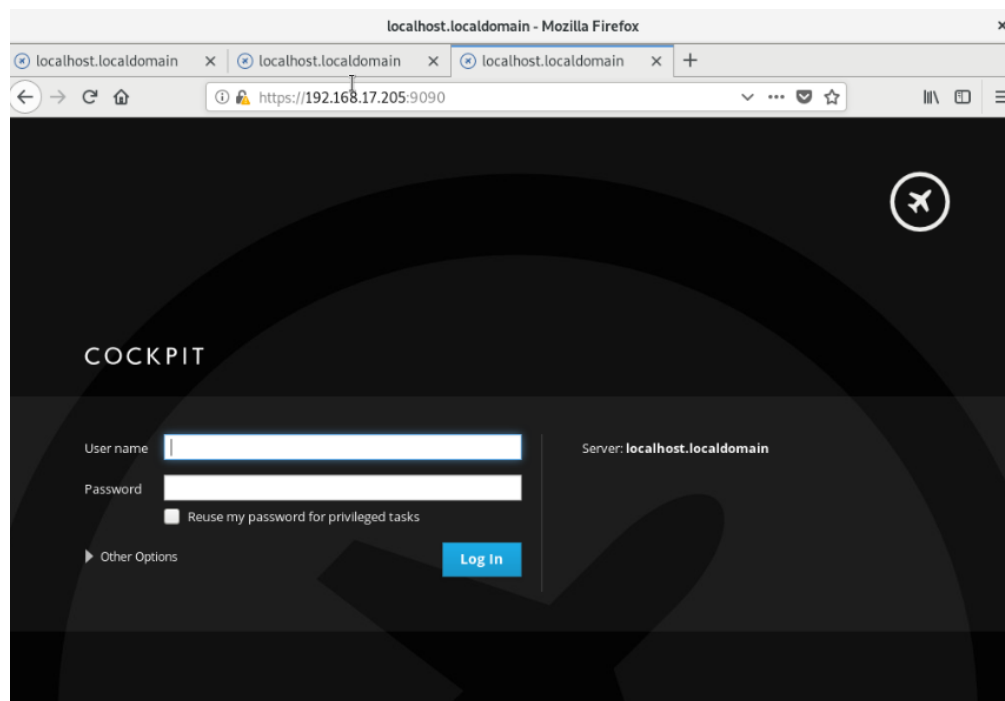 localhost.localdomain - Mozilla Firefox
localhost.localdomain localhost.localdomain localhost.localdomain
https://192.168.17.205:9090
COCKPIT
User name
Server: localhost.localdomain
Password
Reuse my password for privileged tasks
Other Options
Log In